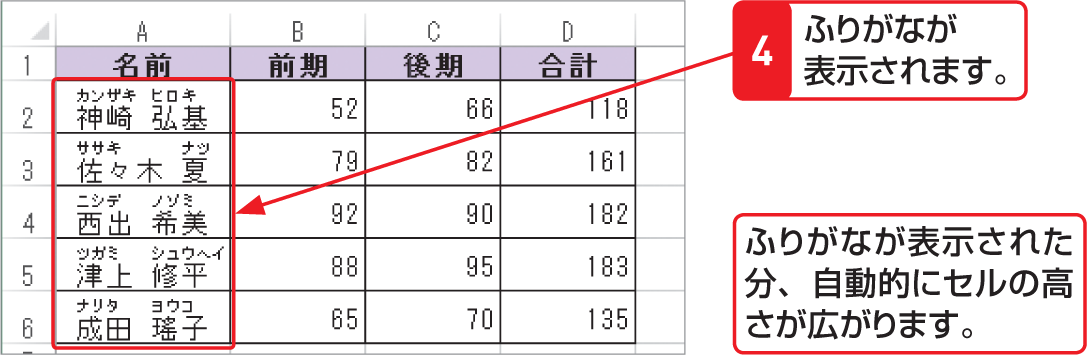 A B C D
1 名前 前期 後期 合計
カンザキ ヒロキ
2 神崎 弘基 52 66 118
ササキ ナツ
3 佐々木 夏 79 82 161
ニシデ ノゾミ
4 西出 希美 92 90 182
ツガミ シュウヘイ
5 津上 修平 88 95 183
ナリタ ヨウコ
6 成田 瑤子 65 70 135
4 ふりがなが
表示されます。
ふりがなが表示された
分、自動的にセルの高
さが広がります。